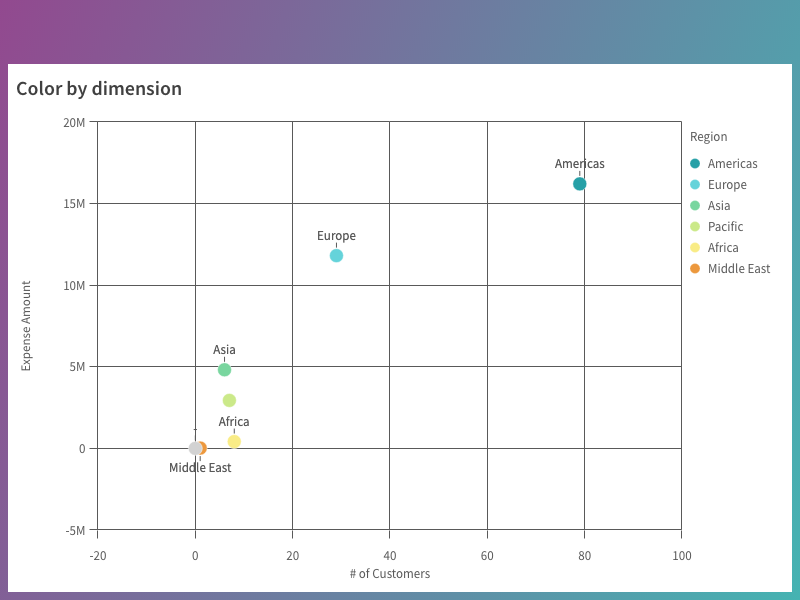 Color by dimension
20M
15M
10M
5M
0
-5M
Expense Amount
Americas
Europe
Asia
Africa
-
Middle East
-20
0
20
40
60
80
100
# of Customers
Region
Americas
Europe
Asia
Pacific
Africa
Middle East